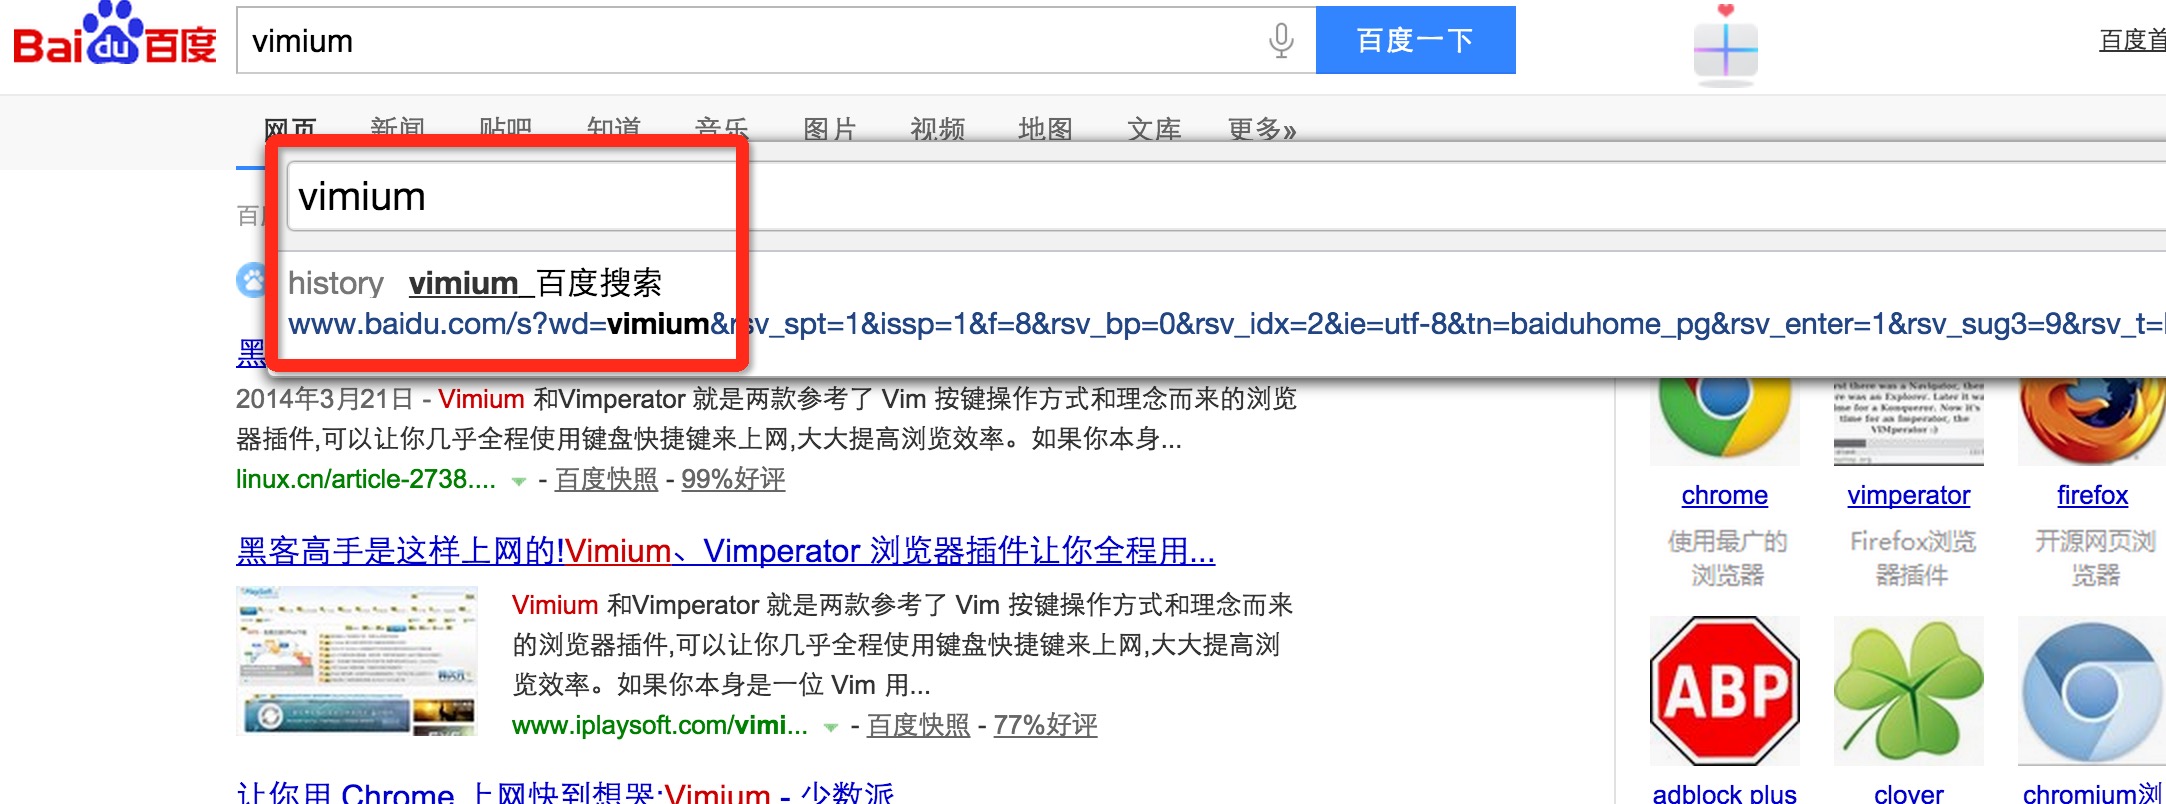 Baidu百度
vimium
百度一下
百度首
网页 新闻 贴吧 知道 音乐 图片 视频 地图 文库 更多»
vimium
history vimium_百度搜索
www.baidu.com/s?wd=vimium&rsv_spt=1&issp=1&f=8&rsv_bp=0&rsv_idx=2&ie=utf-8&tn=baiduhome_pg&rsv_enter=1&rsv_sug3=9&rsv_t=
黑
2014年3月21日 - Vimium 和Vimperator 就是两款参考了 Vim 按键操作方式和理念而来的浏览
器插件,可以让你几乎全程使用键盘快捷键来上网,大大提高浏览效率。如果你本身...
linux.cn/article-2738.... - 百度快照 - 99%好评
黑客高手是这样上网的!Vimium、Vimperator 浏览器插件让你全程用...
Vimium 和Vimperator 就是两款参考了 Vim 按键操作方式和理念而来
的浏览器插件,可以让你几乎全程使用键盘快捷键来上网,大大提高浏
览效率。如果你本身是一位 Vim 用...
www.iplaysoft.com/vimi... - 百度快照 - 77%好评
让你用 Chrome 上网快到想哭:Vimium - 少数派
chrome
使用最广的
浏览器
vimperator
Firefox浏览
器插件
firefox
开源网页浏
览器
ABP
adblock plus
clover
chromium浏